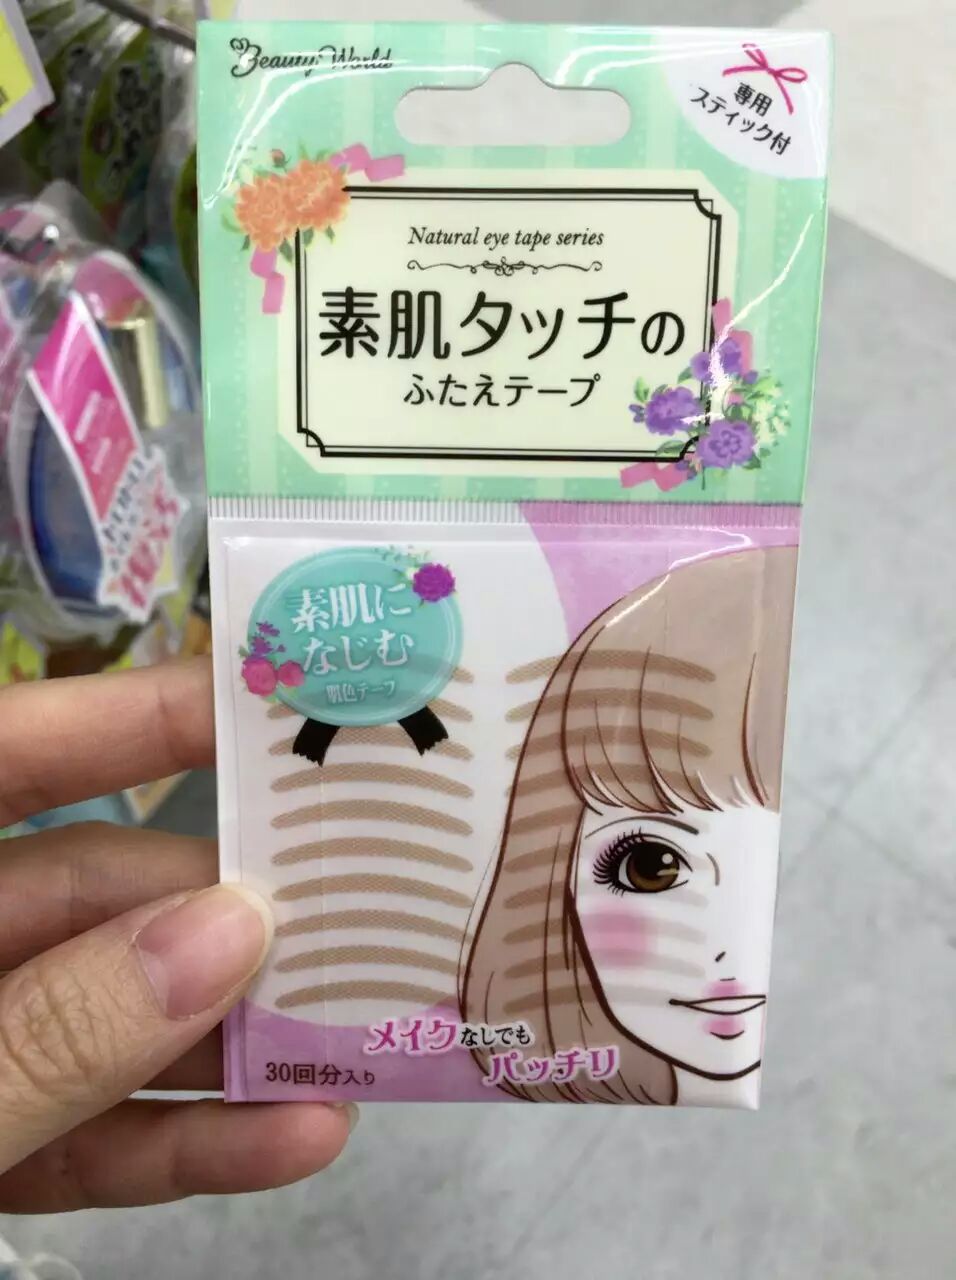 Beauty World
専用
スティック付
Natural eye tape series
素肌タッチの
ふたえテープ
素肌に
なじむ
肌色テープ
メイクなしでも
パッチリ
30回分入り